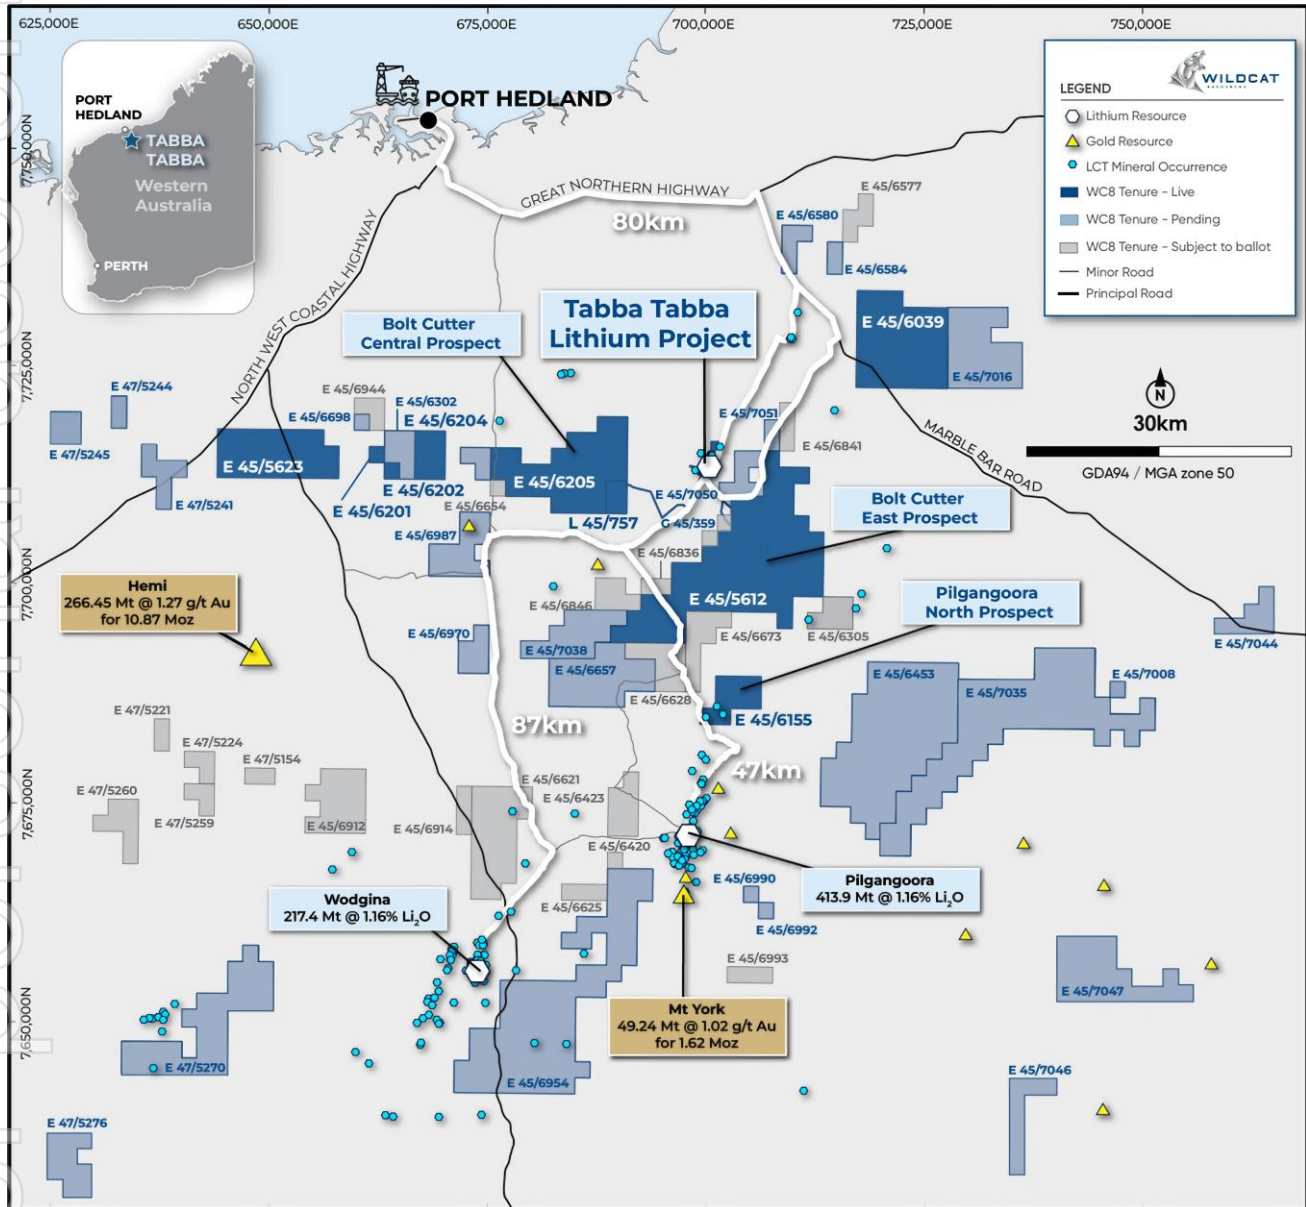 625,000E
650,000E
675,000E
700,000E
725,000E
750,000E
7,750,000N
7,725,000N
7,700,000N
7,675,000N
7,650,000N
PORT
HEDLAND
TABBA
TABBA
Western
Australia
PERTH
PORT HEDLAND
GREAT NORTHERN HIGHWAY
80km
NORTH WEST COASTAL HIGHWAY
MARBLE BAR ROAD
WILDCAT
RESOURCES
LEGEND
Lithium Resource
Gold Resource
LCT Mineral Occurrence
WC8 Tenure - Live
WC8 Tenure - Pending
WC8 Tenure - Subject to ballot
Minor Road
Principal Road
N
30km
GDA94 / MGA zone 50
E 45/6577
E 45/6580
E 45/6584
E 45/6039
E 45/7016
Tabba Tabba
Lithium Project
Bolt Cutter
Central Prospect
E 47/5244
E 47/5245
E 47/5241
E 45/6944
E 45/6302
E 45/6698
E 45/6204
E 45/5623
E 45/6202
E 45/6201
E 45/6205
E 45/6654
L 45/757
E 45/6987
E 45/7051
E 45/6841
E 45/7050
G 45/359
Bolt Cutter
East Prospect
E 45/6836
E 45/5612
E 45/6846
E 45/6673
E 45/6305
Hemi
266.45 Mt @ 1.27 g/t Au
for 10.87 Moz
Pilgangoora
North Prospect
E 45/6970
E 45/7038
E 45/6657
E 45/6628
E 45/6155
E 45/7044
E 45/6453
E 45/7035
E 45/7008
87km
47km
E 47/5221
E 47/5224
E 47/5154
E 47/5260
E 47/5259
E 45/6912
E 45/6914
E 45/6621
E 45/6423
E 45/6420
E 45/6625
Wodgina
217.4 Mt @ 1.16% Li₂O
Pilgangoora
413.9 Mt @ 1.16% Li₂O
E 45/6990
E 45/6992
E 45/6993
Mt York
49.24 Mt @ 1.02 g/t Au
for 1.62 Moz
E 45/7047
E 45/7046
E 47/5270
E 45/6954
E 47/5276